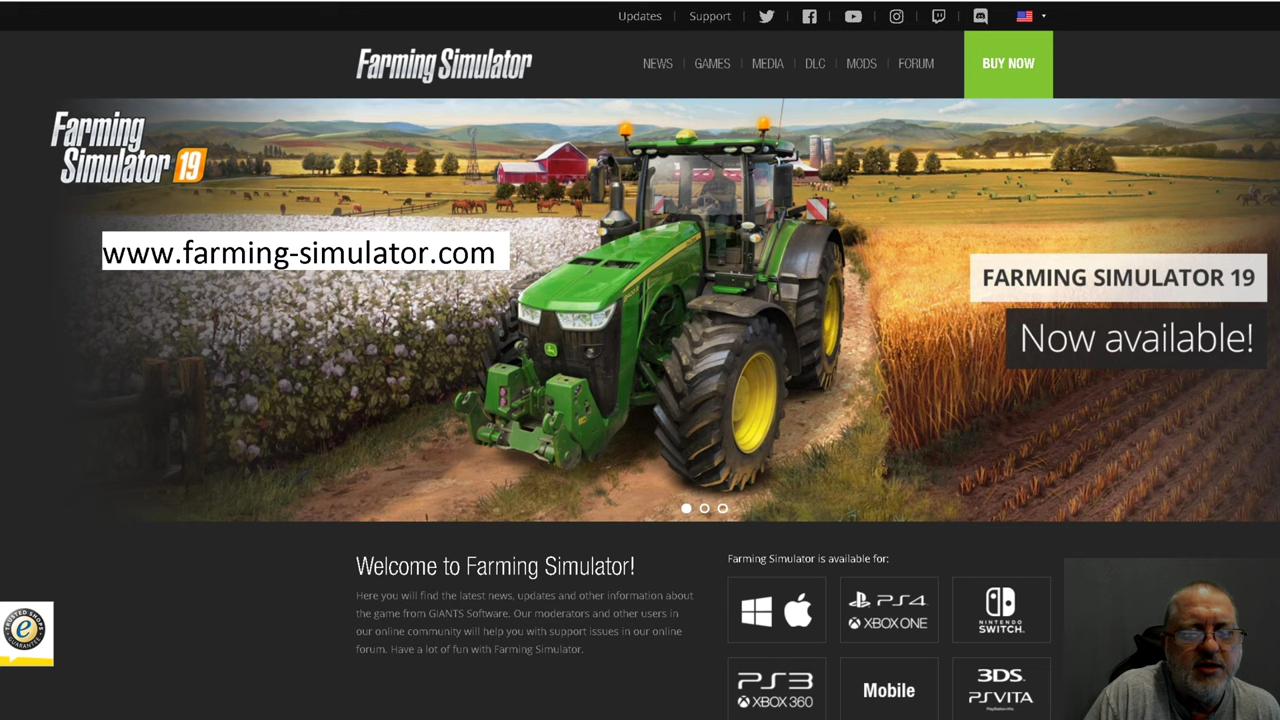 Updates Support
Farming Simulator
NEWS GAMES MEDIA DLC MODS FORUM BUY NOW
Farming
Simulator 19
www.farming-simulator.com
FARMING SIMULATOR 19
Now available!
Welcome to Farming Simulator!
Here you will find the latest news, updates and other information about
the game from GIANTS Software. Our moderators and other users in
our online community will help you with support issues in our online
forum. Have a lot of fun with Farming Simulator.
Farming Simulator is available for:
PS4
XBOX ONE
NINTENDO
SWITCH
PS3
XBOX 360
Mobile
3DS
PSVITA
TRUSTED SHOPS
GUARANTEE